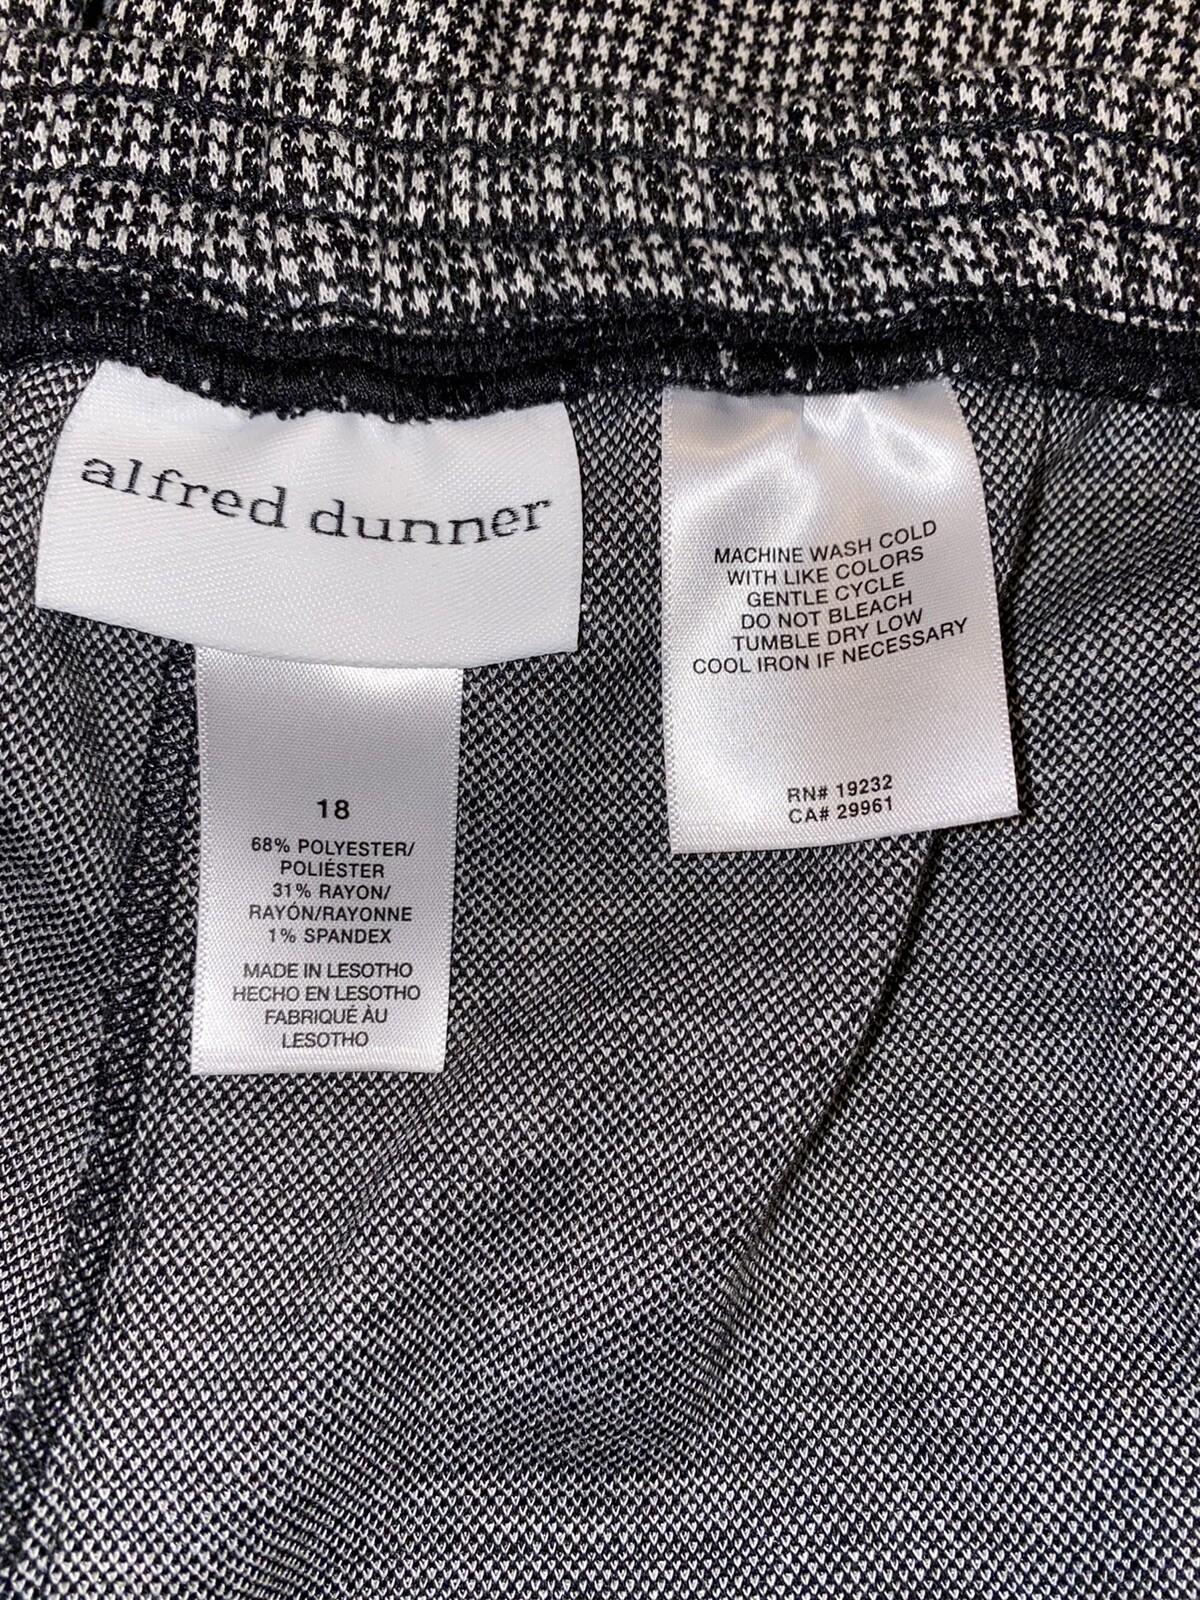 alfred dunner
18
68% POLYESTER/
POLIÉSTER
31% RAYON/
RAYÓN/RAYONNE
1% SPANDEX
MADE IN LESOTHO
HECHO EN LESOTHO
FABRIQUÉ ÀU
LESOTHO
MACHINE WASH COLD
WITH LIKE COLORS
GENTLE CYCLE
DO NOT BLEACH
TUMBLE DRY LOW
COOL IRON IF NECESSARY
RN# 19232
CA# 29961